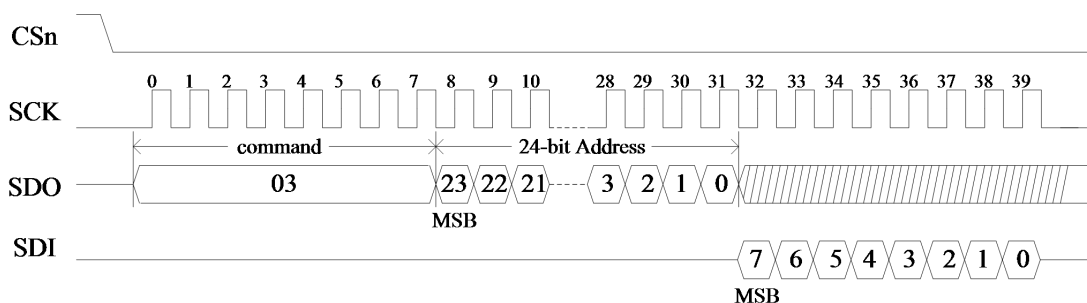 CSn
0 1 2 3 4 5 6 7 8 9 10 28 29 30 31 32 33 34 35 36 37 38 39
SCK
command 24-bit Address
SDO 03 23 22 21 3 2 1 0
MSB
SDI 7 6 5 4 3 2 1 0
MSB